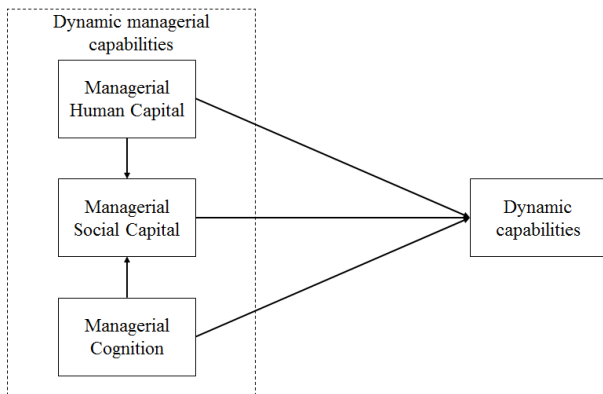 Dynamic managerial
capabilities
Managerial
Human Capital
Managerial
Social Capital
Dynamic
capabilities
Managerial
Cognition